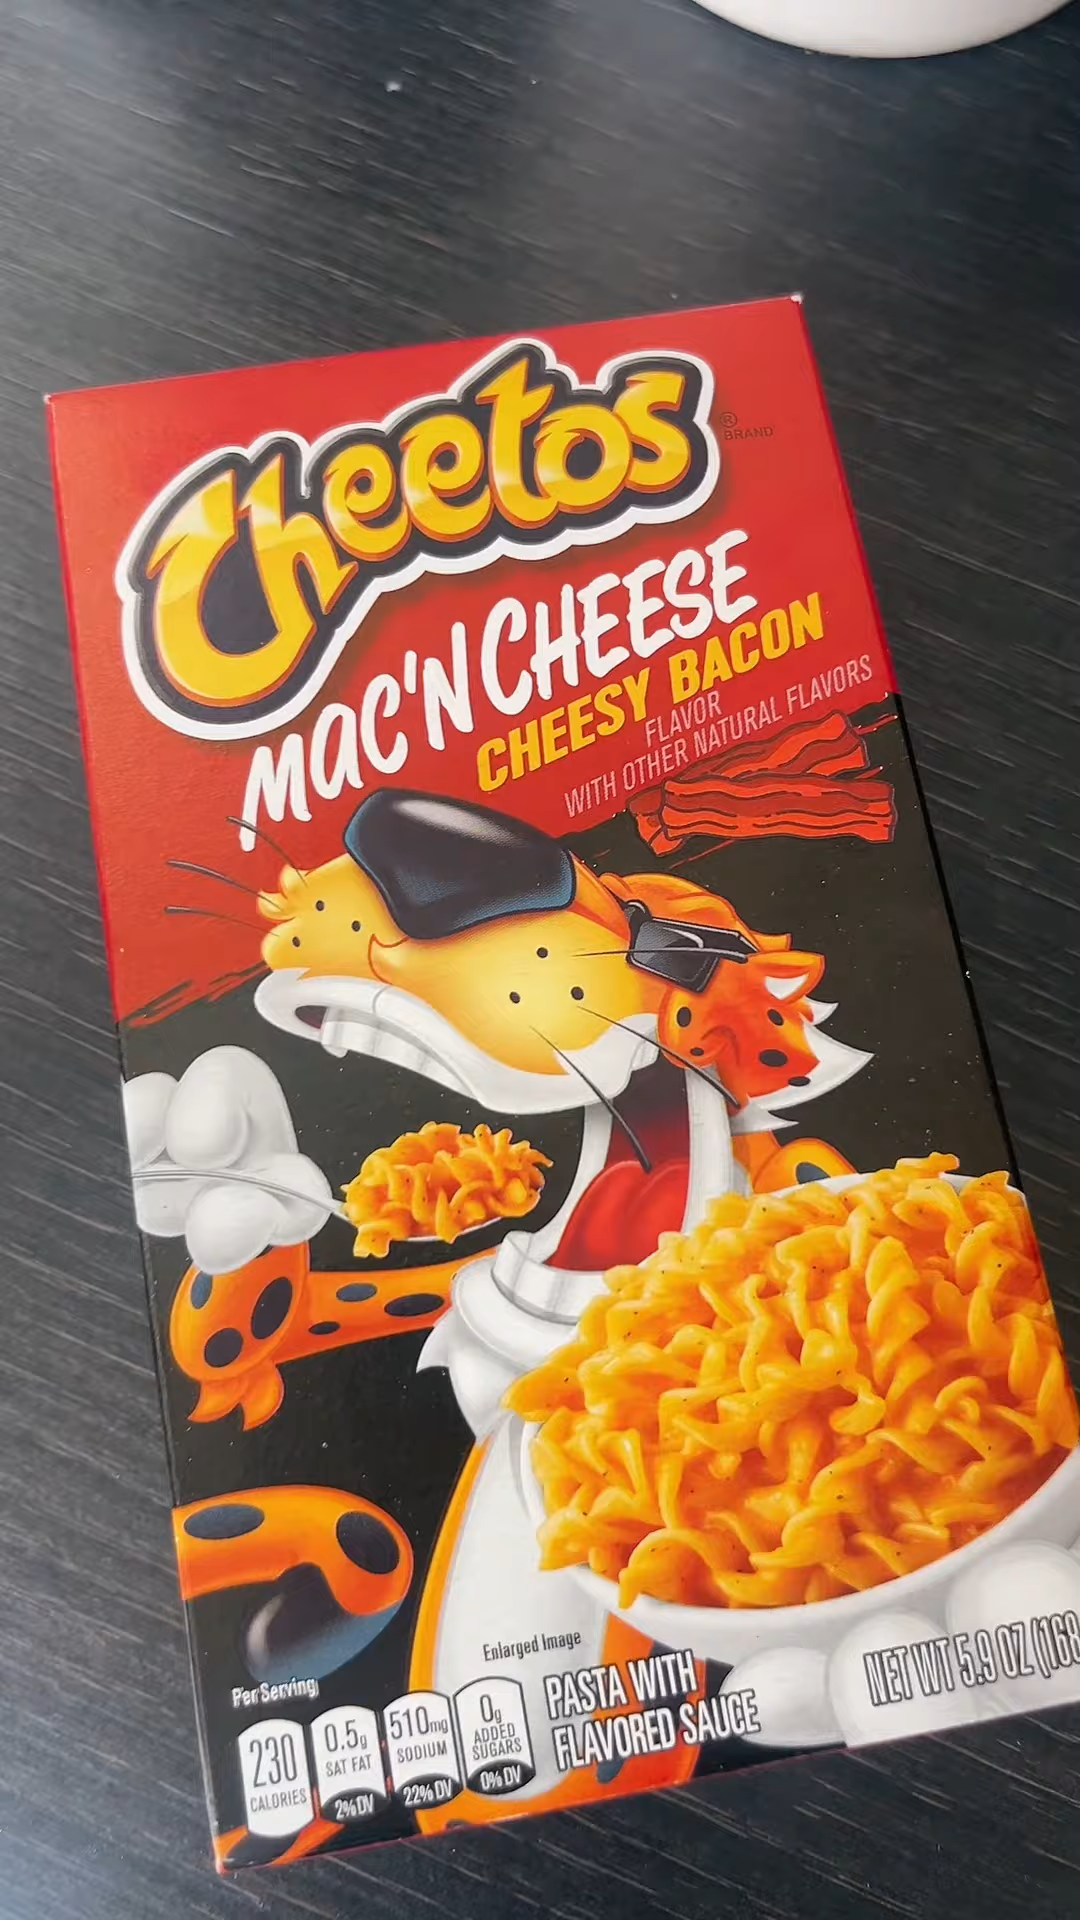 Cheetos
® BRAND
MAC'N CHEESE
CHEESY BACON
FLAVOR
WITH OTHER NATURAL FLAVORS
Enlarged Image
Per Serving
230 CALORIES
0.5g SAT FAT 2% DV
510mg SODIUM 22% DV
0g ADDED SUGARS 0% DV
PASTA WITH
FLAVORED SAUCE
NET WT 5.9 OZ (168